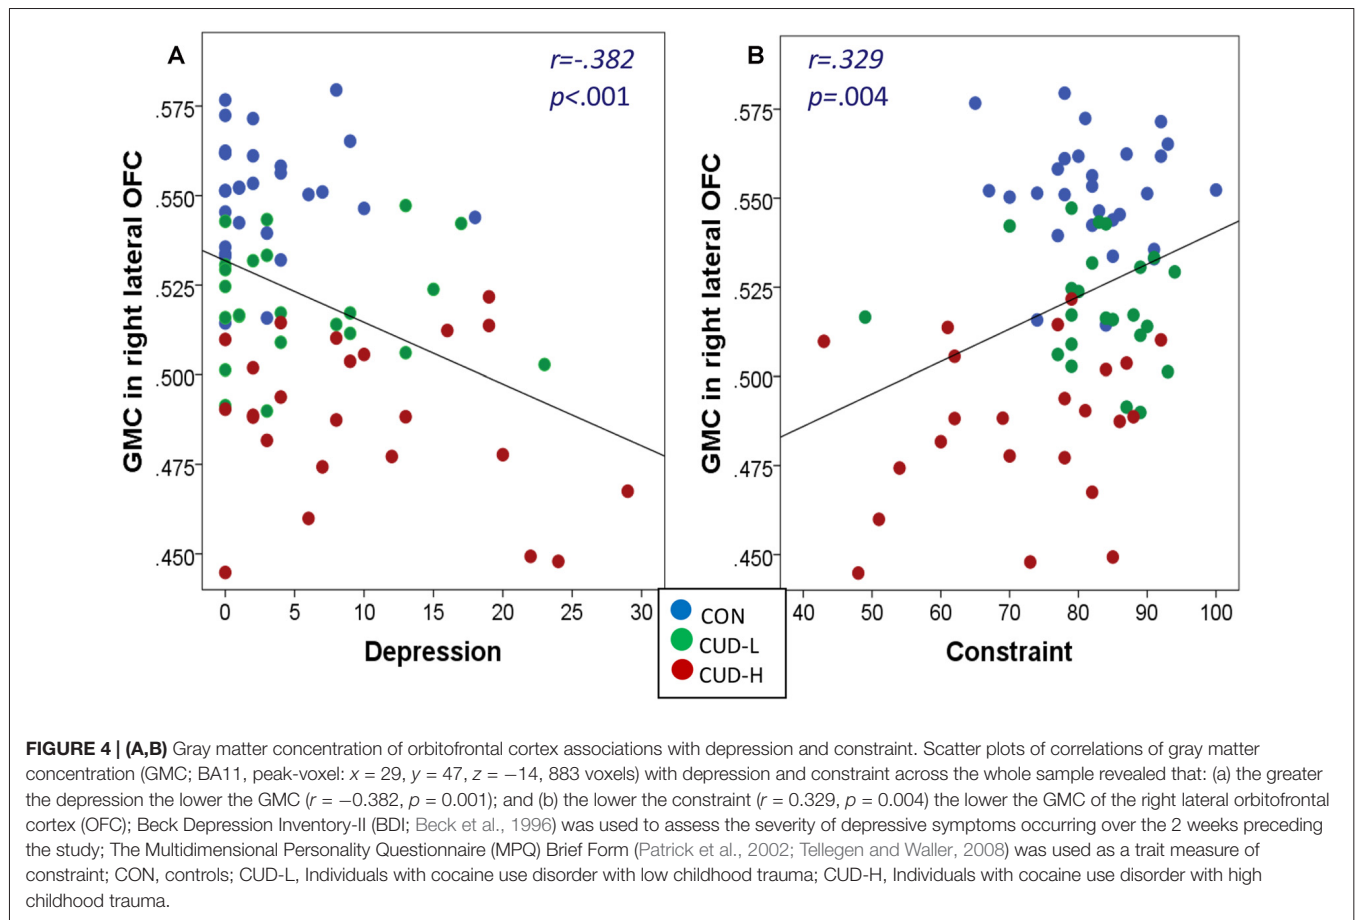 A
r=-.382
p<.001
.575
.550
.525
.500
.475
.450
GMC in right lateral OFC
0 5 10 15 20 25 30
Depression
B
r=.329
p=.004
.575
.550
.525
.500
.475
.450
GMC in right lateral OFC
40 50 60 70 80 90 100
Constraint
CON
CUD-L
CUD-H
FIGURE 4 | (A,B) Gray matter concentration of orbitofrontal cortex associations with depression and constraint. Scatter plots of correlations of gray matter
concentration (GMC; BA11, peak-voxel: x = 29, y = 47, z = −14, 883 voxels) with depression and constraint across the whole sample revealed that: (a) the greater
the depression the lower the GMC (r = −0.382, p = 0.001); and (b) the lower the constraint (r = 0.329, p = 0.004) the lower the GMC of the right lateral orbitofrontal
cortex (OFC); Beck Depression Inventory-II (BDI; Beck et al., 1996) was used to assess the severity of depressive symptoms occurring over the 2 weeks preceding
the study; The Multidimensional Personality Questionnaire (MPQ) Brief Form (Patrick et al., 2002; Tellegen and Waller, 2008) was used as a trait measure of
constraint; CON, controls; CUD-L, Individuals with cocaine use disorder with low childhood trauma; CUD-H, Individuals with cocaine use disorder with high
childhood trauma.